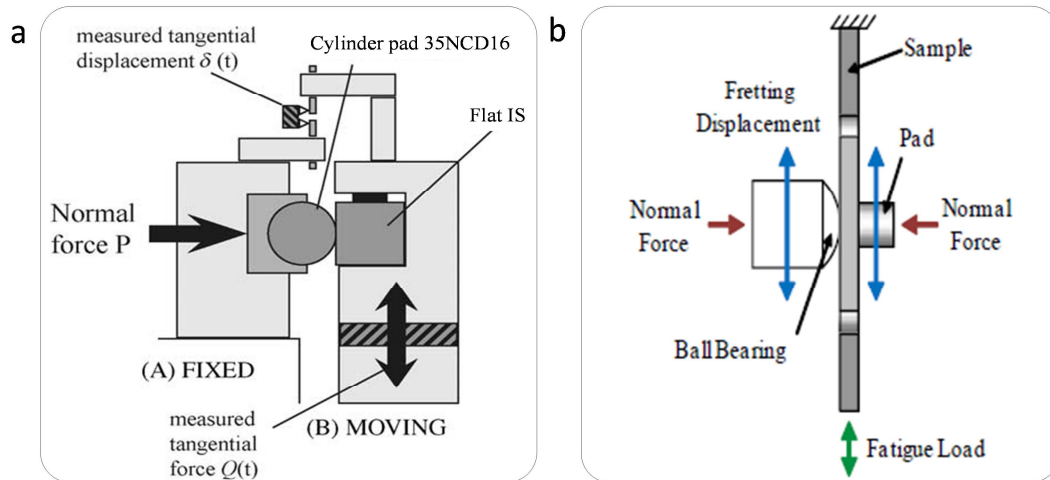 a
measured tangential
displacement δ (t)
Cylinder pad 35NCD16
Flat IS
Normal
force P
(A) FIXED
(B) MOVING
measured
tangential
force Q(t)
b
Sample
Fretting
Displacement
Pad
Normal
Force
Normal
Force
Ball Bearing
Fatigue Load